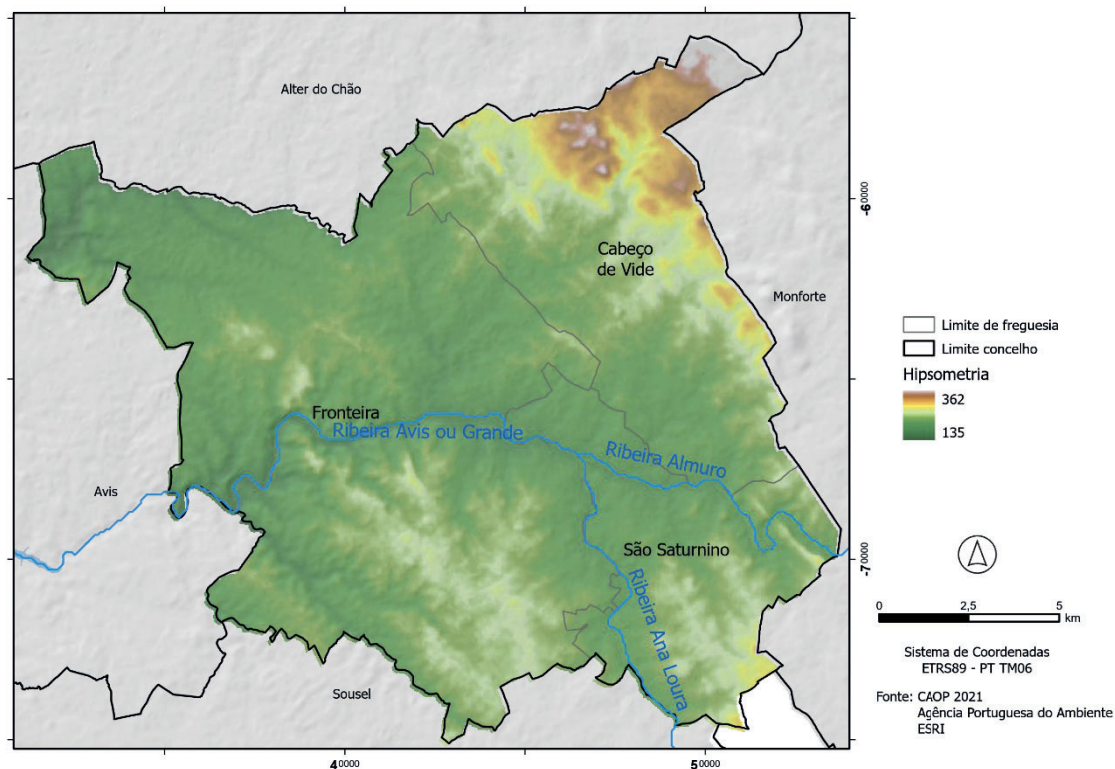 Alter do Chão
-60000
Cabeço
de Vide
Monforte
Limite de freguesia
Limite concelho
Hipsometria
362
135
Fronteira
Ribeira Avis ou Grande
Ribeira Almuro
Avis
São Saturnino
-70000
Ribeira Ana Loura
0 2,5 5
km
Sistema de Coordenadas
ETRS89 - PT TM06
Sousel
Fonte: CAOP 2021
Agência Portuguesa do Ambiente
ESRI
40000 50000